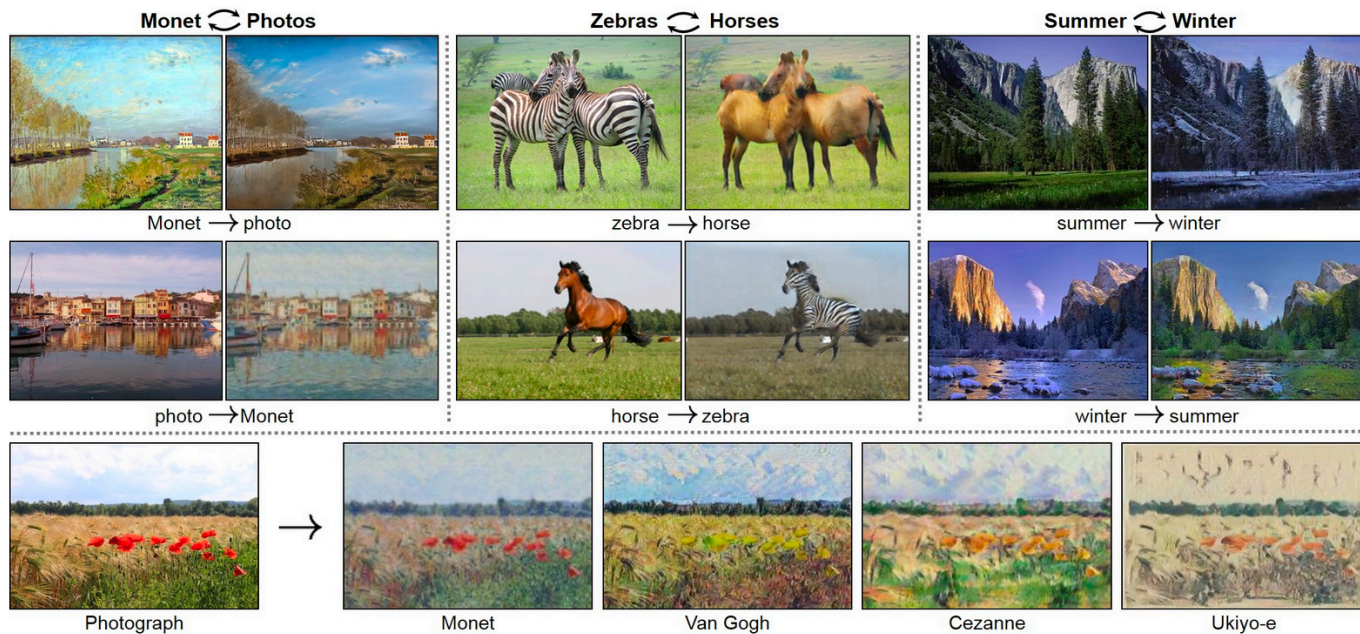 Monet Photos
Zebras Horses
Summer Winter
Monet → photo
zebra → horse
summer → winter
photo → Monet
horse → zebra
winter → summer
Photograph
Monet
Van Gogh
Cezanne
Ukiyo-e